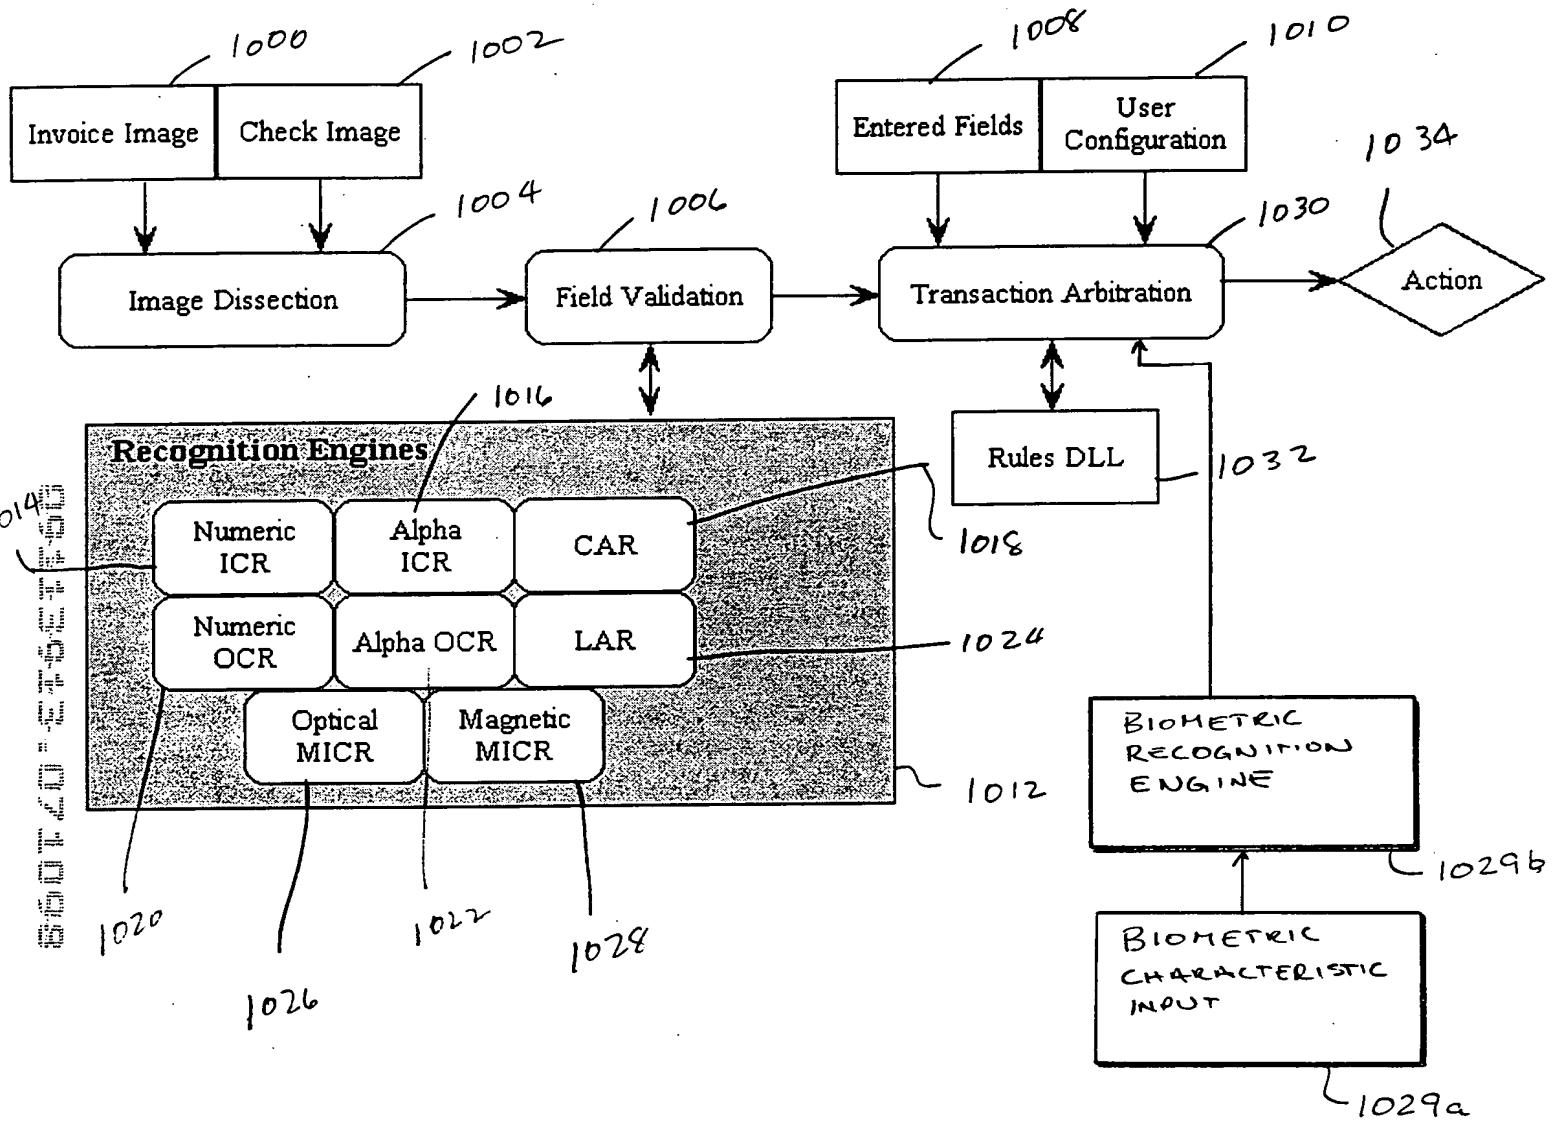 1000
1002
1008
1010
Invoice Image
Check Image
Entered Fields
User
Configuration
1034
1004
1006
1030
Image Dissection
Field Validation
Transaction Arbitration
Action
1016
Recognition Engines
Rules DLL
1032
1014
Numeric
ICR
Alpha
ICR
CAR
1018
Numeric
OCR
Alpha OCR
LAR
1024
Optical
MICR
Magnetic
MICR
1012
BIOMETRIC
RECOGNITION
ENGINE
1029b
1020
1022
1028
1026
BIOMETRIC
CHARACTERISTIC
INPUT
1029a